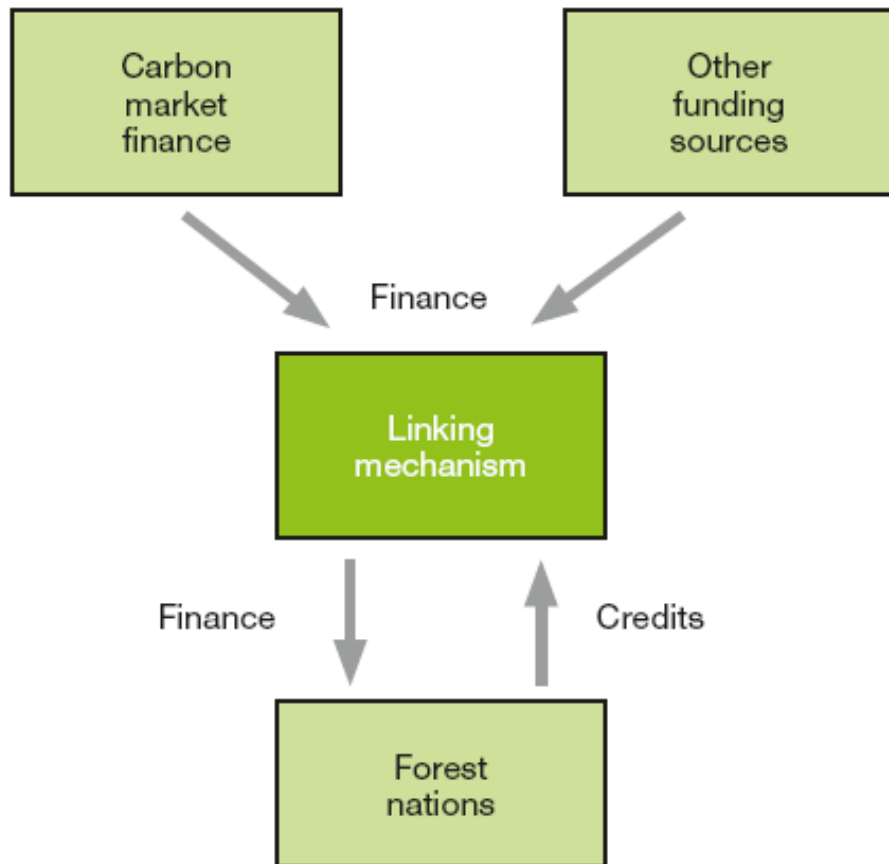 Carbon
market
finance
Other
funding
sources
Finance
Linking
mechanism
Finance
Credits
Forest
nations